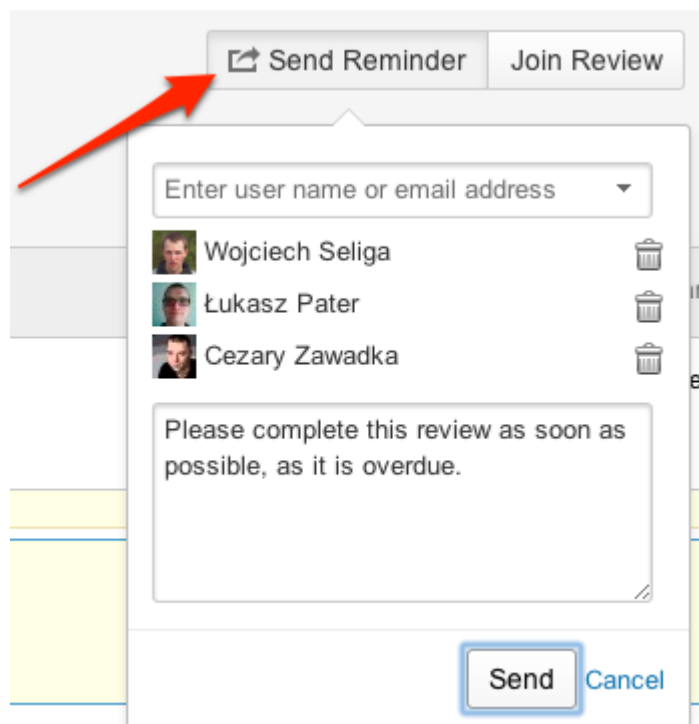 Send Reminder
Join Review
Enter user name or email address
Wojciech Seliga
Łukasz Pater
Cezary Zawadka
Please complete this review as soon as
possible, as it is overdue.
Send
Cancel